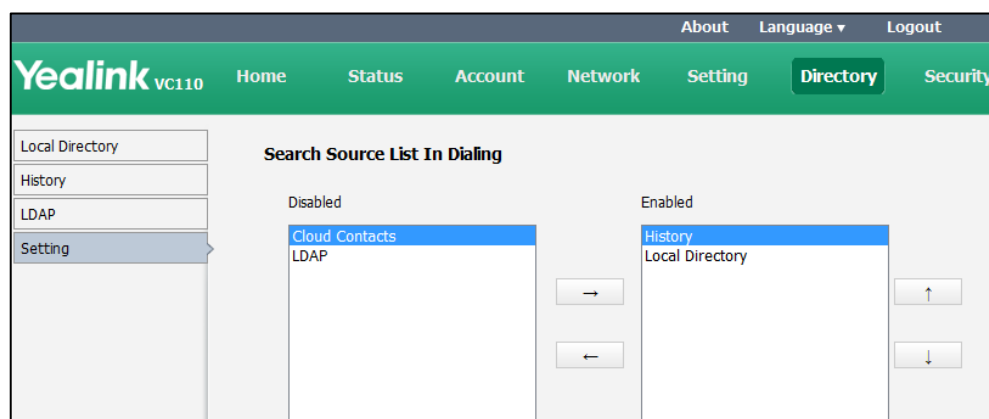 About Language ▾ Logout
Yealink VC110 Home Status Account Network Setting Directory Security
Local Directory
History
LDAP
Setting
Search Source List In Dialing
Disabled
Cloud Contacts
LDAP
→
←
Enabled
History
Local Directory
↑
↓